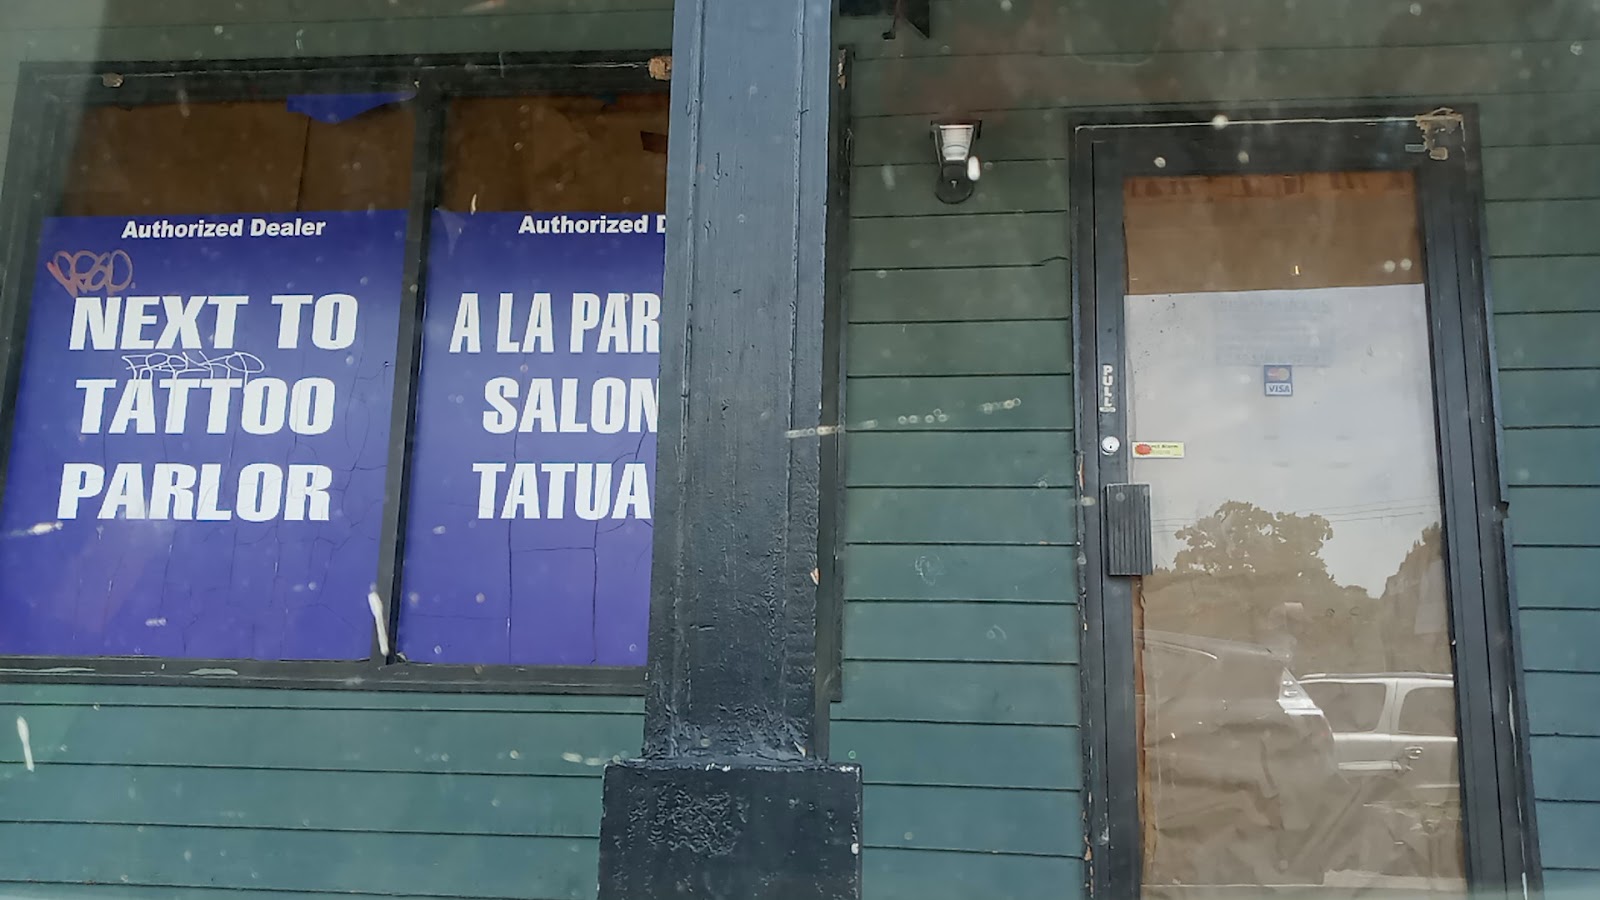 Authorized Dealer
NEXT TO
TATTOO
PARLOR
Authorized D
A LA PAR
SALON
TATUA
PULL
VISA